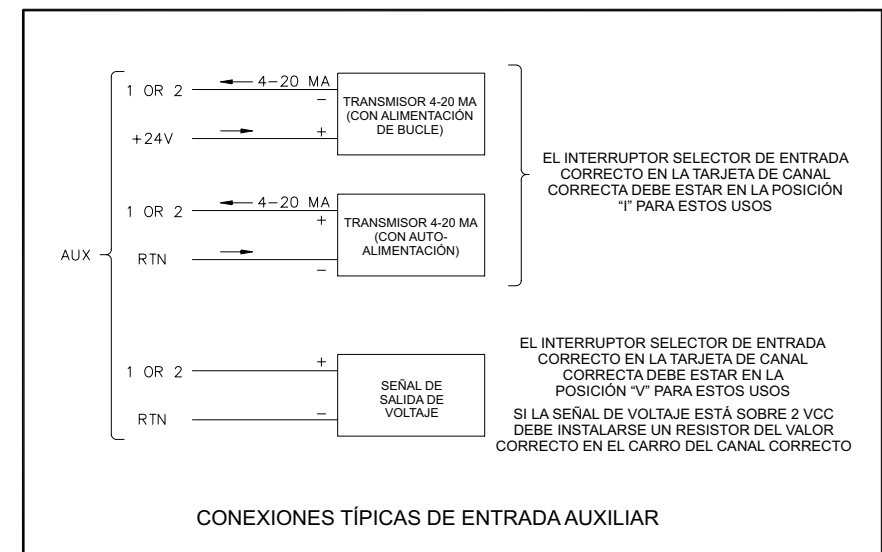 AUX
1 OR 2
4-20 MA
-
+24V
+
TRANSMISOR 4-20 MA
(CON ALIMENTACIÓN
DE BUCLE)
1 OR 2
4-20 MA
+
RTN
-
TRANSMISOR 4-20 MA
(CON AUTO-
ALIMENTACIÓN)
EL INTERRUPTOR SELECTOR DE ENTRADA
CORRECTO EN LA TARJETA DE CANAL
CORRECTA DEBE ESTAR EN LA POSICIÓN
“I” PARA ESTOS USOS
1 OR 2
+
RTN
-
SEÑAL DE
SALIDA DE
VOLTAJE
EL INTERRUPTOR SELECTOR DE ENTRADA
CORRECTO EN LA TARJETA DE CANAL
CORRECTA DEBE ESTAR EN LA
POSICIÓN “V” PARA ESTOS USOS
SI LA SEÑAL DE VOLTAJE ESTÁ SOBRE 2 VCC
DEBE INSTALARSE UN RESISTOR DEL VALOR
CORRECTO EN EL CARRO DEL CANAL CORRECTO
CONEXIONES TÍPICAS DE ENTRADA AUXILIAR